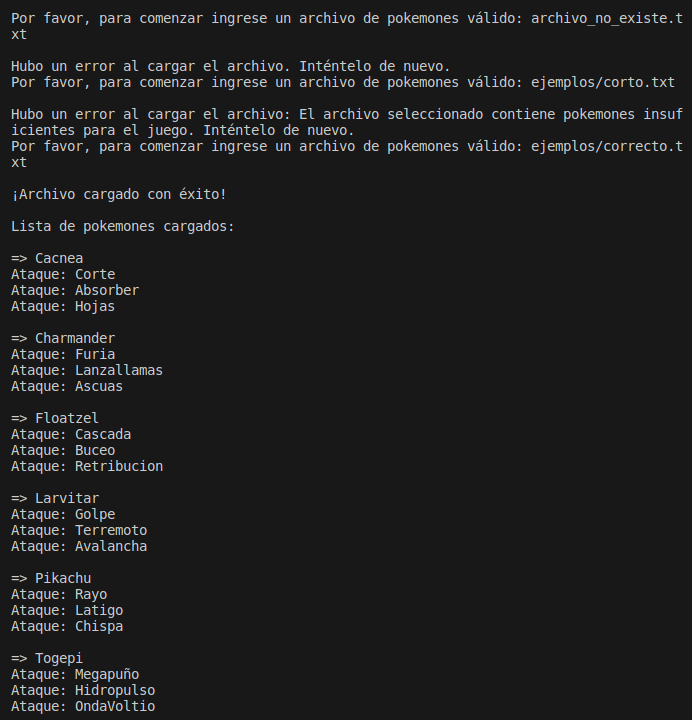 Por favor, para comenzar ingrese un archivo de pokemones válido: archivo_no_existe.t
xt
Hubo un error al cargar el archivo. Inténtelo de nuevo.
Por favor, para comenzar ingrese un archivo de pokemones válido: ejemplos/corto.txt
Hubo un error al cargar el archivo: El archivo seleccionado contiene pokemones insuf
icientes para el juego. Inténtelo de nuevo.
Por favor, para comenzar ingrese un archivo de pokemones válido: ejemplos/correcto.t
xt
¡Archivo cargado con éxito!
Lista de pokemones cargados:
=> Cacnea
Ataque: Corte
Ataque: Absorber
Ataque: Hojas
=> Charmander
Ataque: Furia
Ataque: Lanzallamas
Ataque: Ascuas
=> Floatzel
Ataque: Cascada
Ataque: Buceo
Ataque: Retribucion
=> Larvitar
Ataque: Golpe
Ataque: Terremoto
Ataque: Avalancha
=> Pikachu
Ataque: Rayo
Ataque: Latigo
Ataque: Chispa
=> Togepi
Ataque: Megapuño
Ataque: Hidropulso
Ataque: OndaVoltio